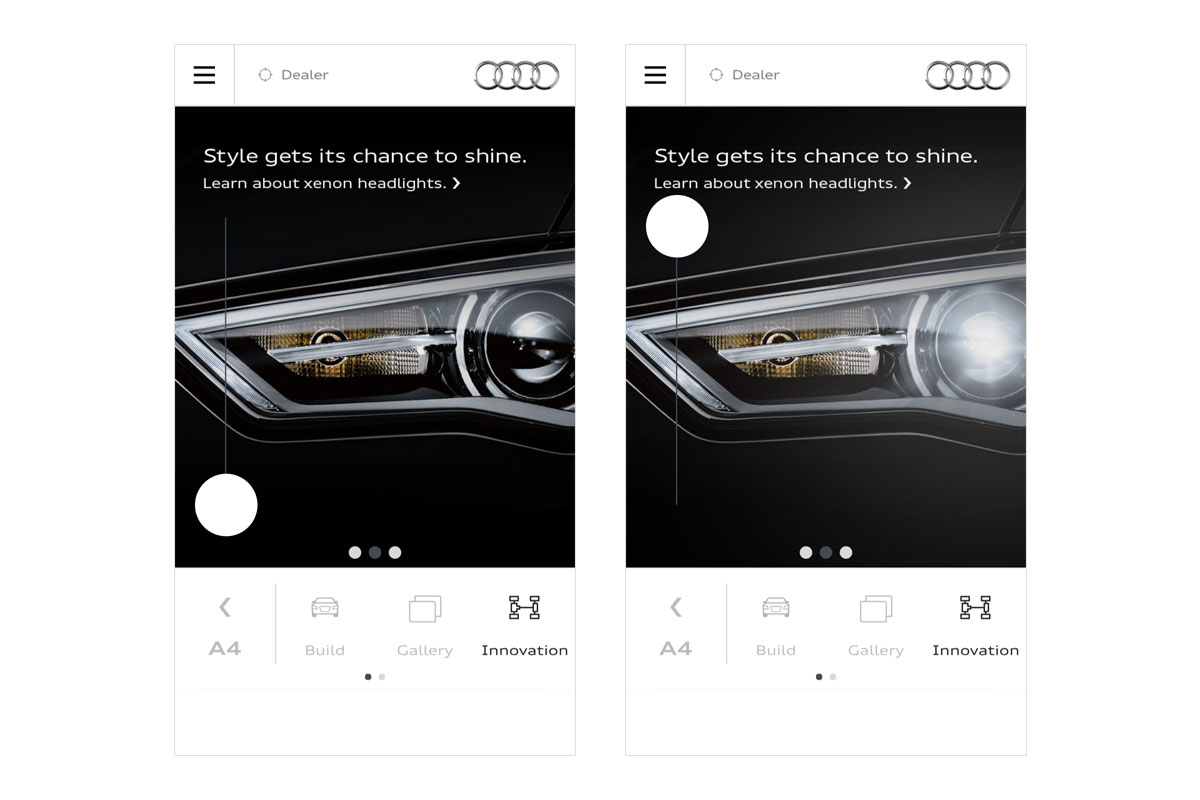 Dealer
Style gets its chance to shine.
Learn about xenon headlights. ❯
A4
Build
Gallery
Innovation
Dealer
Style gets its chance to shine.
Learn about xenon headlights. ❯
A4
Build
Gallery
Innovation